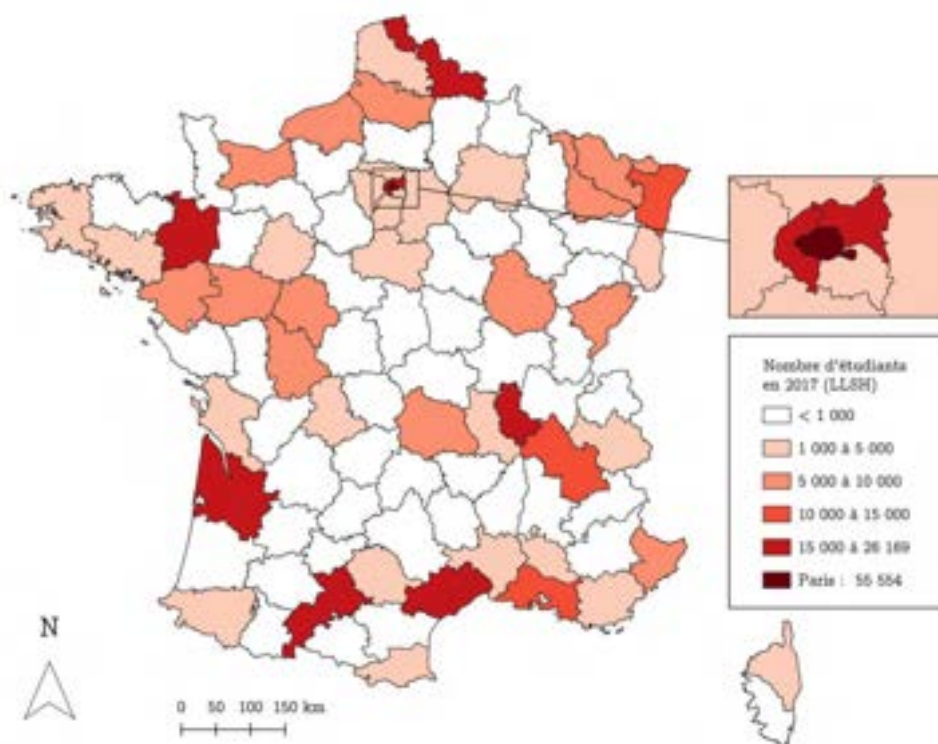 Nombre d'étudiants
en 2017 (LLSH)
< 1 000
1 000 à 5 000
5 000 à 10 000
10 000 à 15 000
15 000 à 26 169
Paris : 55 554
N
0 50 100 150 km